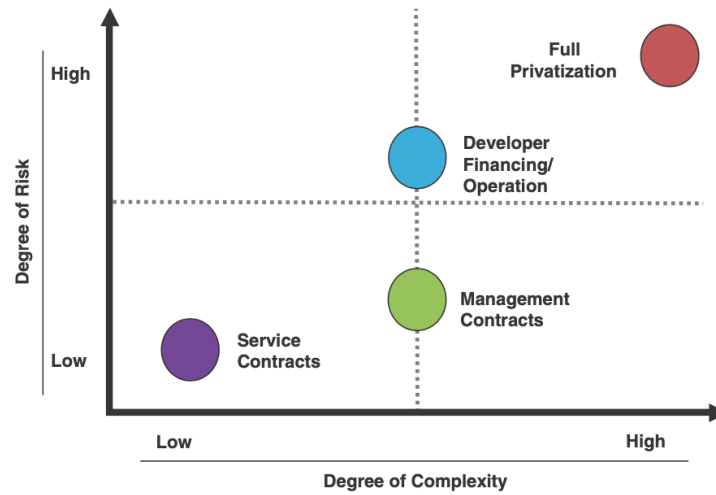 High
Full
Privatization
Developer
Financing/
Operation
Degree of Risk
Management
Contracts
Service
Contracts
Low
Low
High
Degree of Complexity